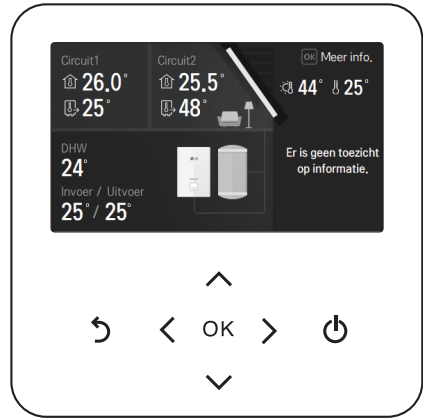 Circuit1
26.0°
25°
Circuit2
25.5°
48°
OK Meer info.
44° 25°
Er is geen toezicht
op informatie.
DHW
24°
Invoer / Uitvoer
25° / 25°
OK